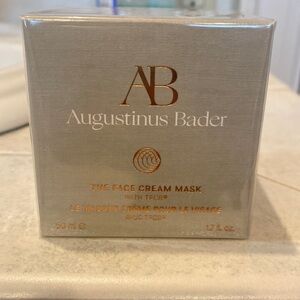 AB
Augustinus Bader
THE FACE CREAM MASK
WITH TFC8®
LE MASQUE CRÈME POUR LE VISAGE
AVEC TFC8®
50 ml ℮ 1.7 fl. oz.